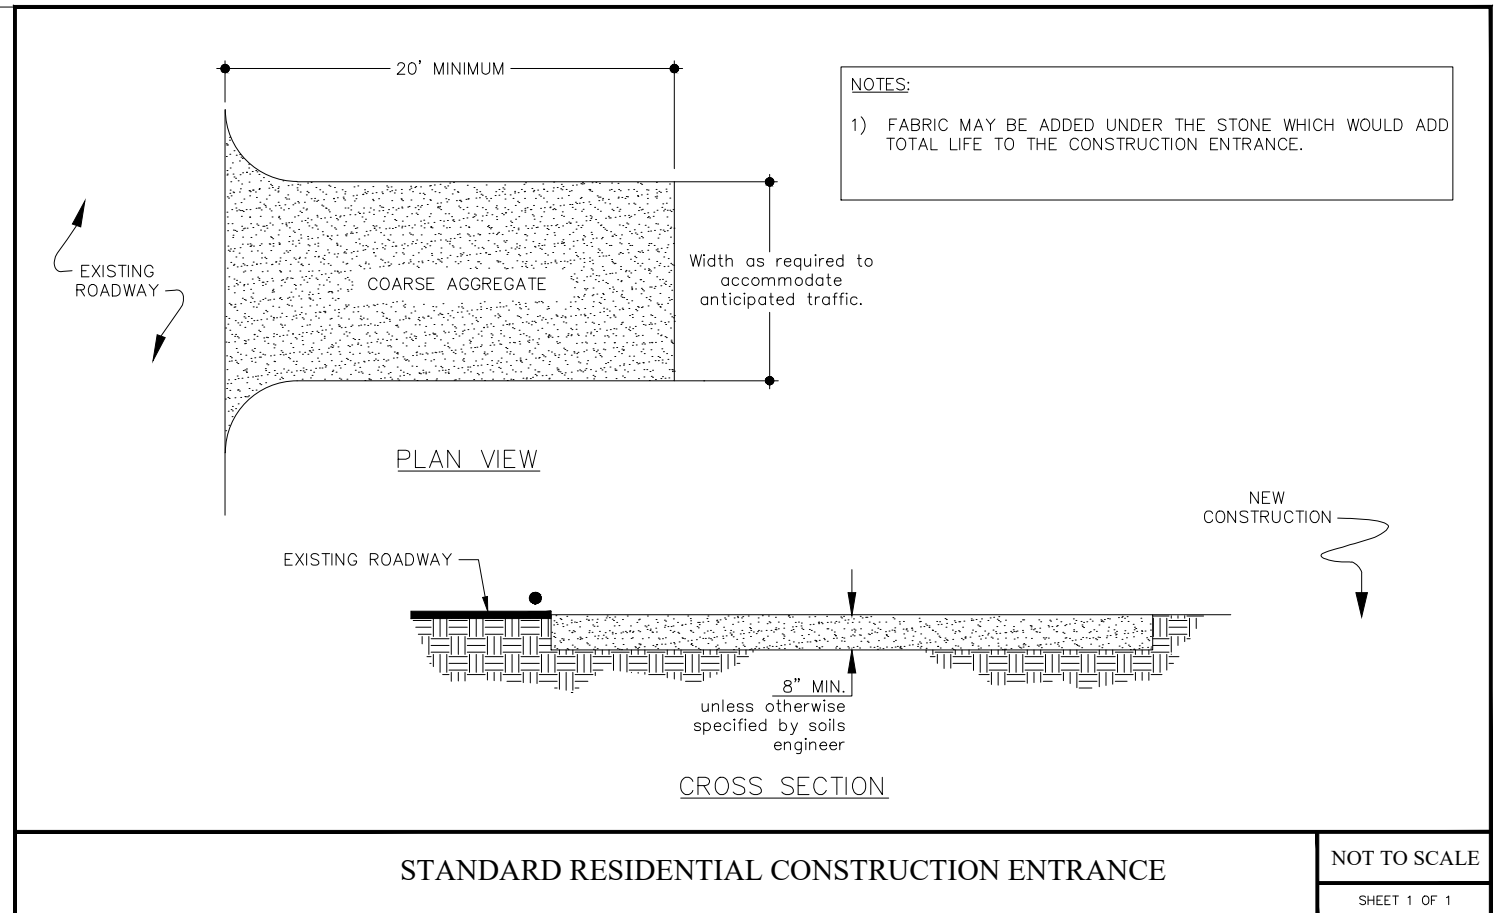 20' MINIMUM
NOTES:
1) FABRIC MAY BE ADDED UNDER THE STONE WHICH WOULD ADD
TOTAL LIFE TO THE CONSTRUCTION ENTRANCE.
EXISTING
ROADWAY
COARSE AGGREGATE
Width as required to
accommodate
anticipated traffic.
PLAN VIEW
NEW
CONSTRUCTION
EXISTING ROADWAY
8" MIN.
unless otherwise
specified by soils
engineer
CROSS SECTION
STANDARD RESIDENTIAL CONSTRUCTION ENTRANCE
NOT TO SCALE
SHEET 1 OF 1